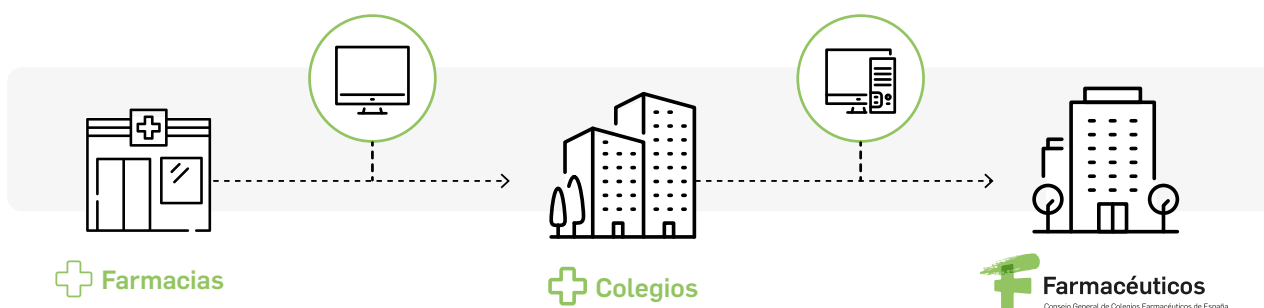 Farmacias
Colegios
Farmacéuticos
Consejo General de Colegios Farmacéuticos de España